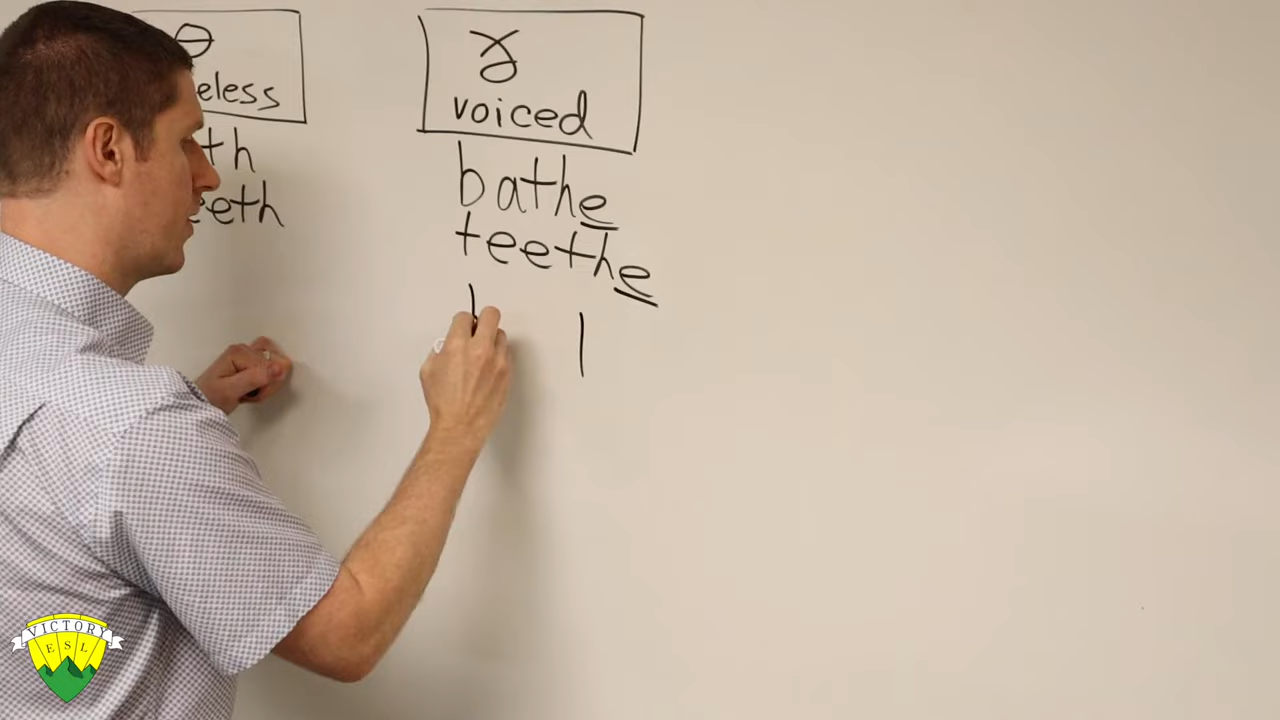 θ
eless
th
eeth
ɣ
voiced
bathe
teethe
VICTORY
ESL